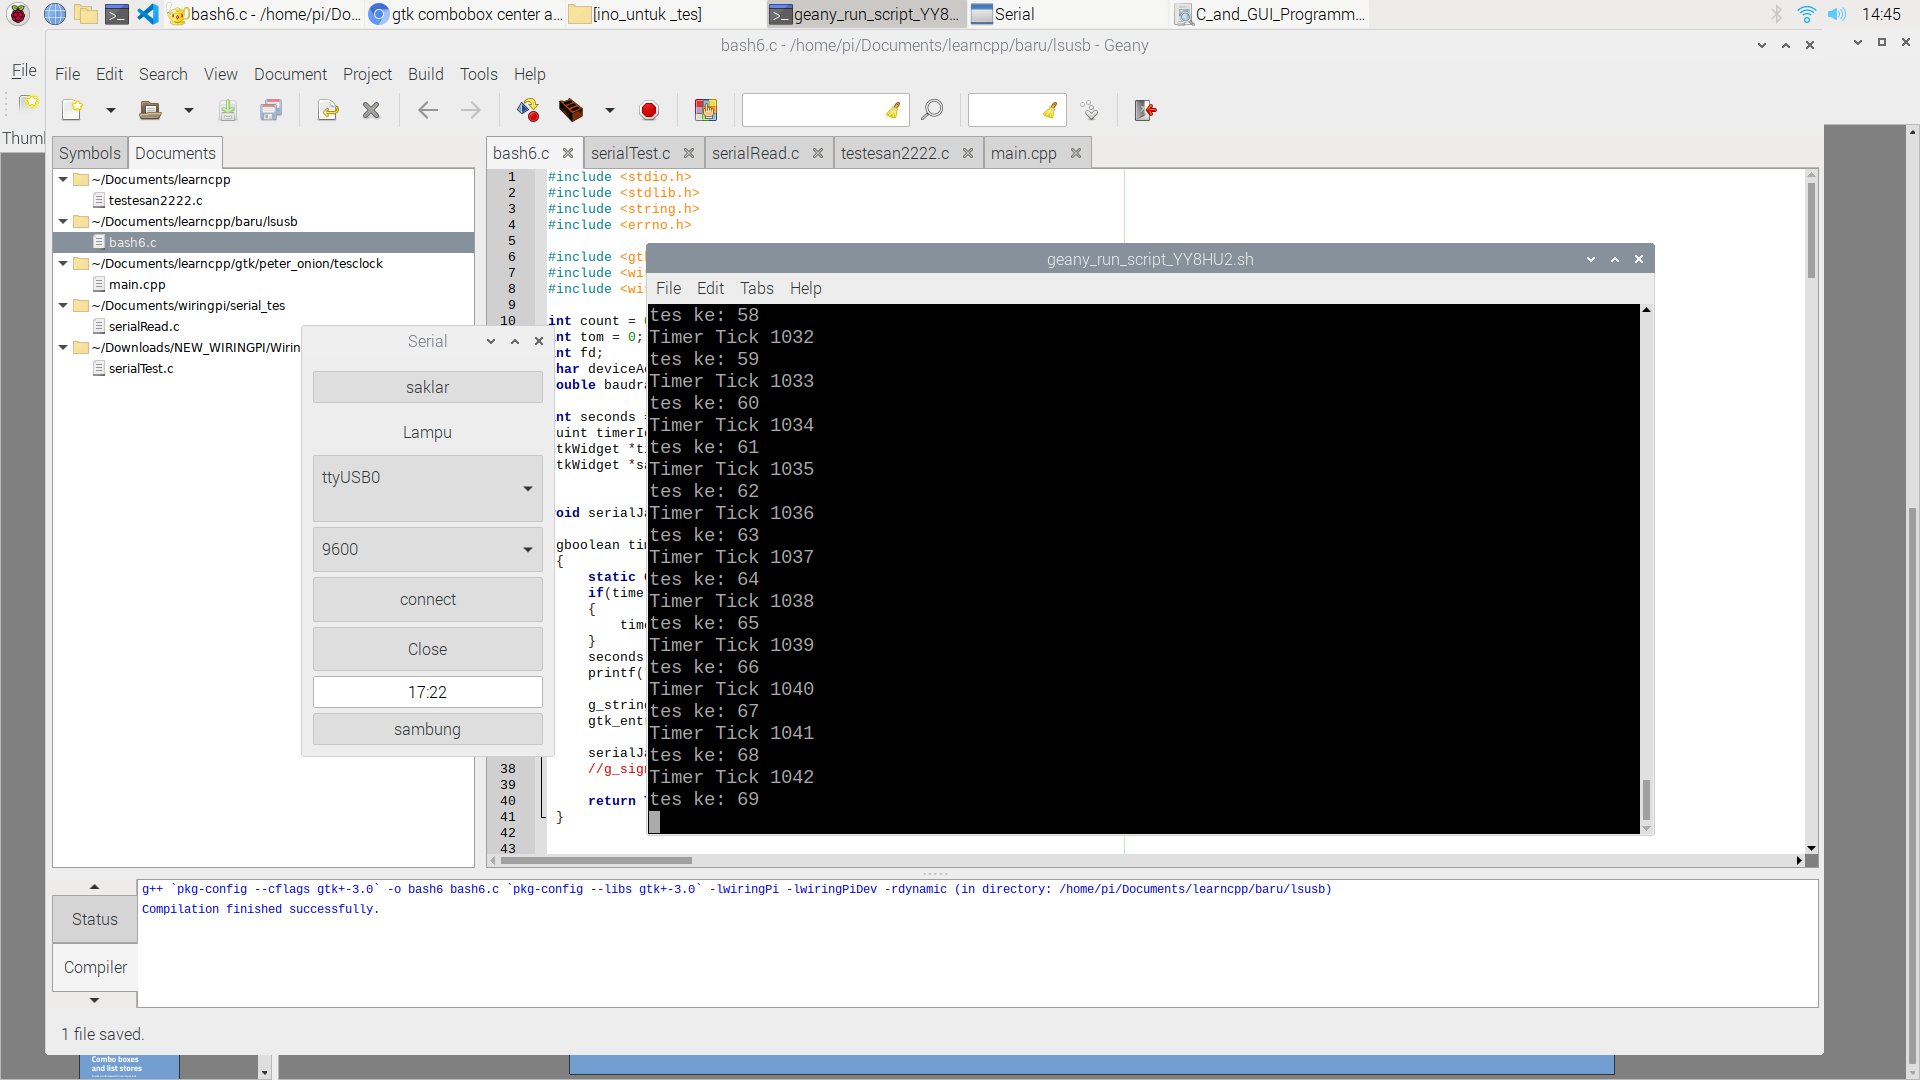 bash6.c - /home/pi/Do...
gtk combobox center a...
[ino_untuk _tes]
geany_run_script_YY8...
Serial
C_and_GUI_Programm...
14:45
bash6.c - /home/pi/Documents/learncpp/baru/lsusb - Geany
File
File Edit Search View Document Project Build Tools Help
Thuml
Symbols Documents
bash6.c serialTest.c serialRead.c testesan2222.c main.cpp
~/Documents/learncpp
testesan2222.c
~/Documents/learncpp/baru/lsusb
bash6.c
~/Documents/learncpp/gtk/peter_onion/tesclock
main.cpp
~/Documents/wiringpi/serial_tes
serialRead.c
~/Downloads/NEW_WIRINGPI/Wirin
serialTest.c
1 #include <stdio.h>
2 #include <stdlib.h>
3 #include <string.h>
4 #include <errno.h>
5
6 #include <gt
7 #include <wi
8 #include <wi
9
10 int count =
nt tom = 0;
nt fd;
har deviceA
ouble baudra
nt seconds =
uint timerI
tkWidget *t
tkWidget *s
oid serialJ
gboolean tim
{
static
if(time
{
time
}
seconds
printf(
g_string
gtk_ent
serialJ
38 //g_sig
39
40 return
41 }
42
43
Serial
saklar
Lampu
ttyUSB0
9600
connect
Close
17:22
sambung
geany_run_script_YY8HU2.sh
File Edit Tabs Help
tes ke: 58
Timer Tick 1032
tes ke: 59
Timer Tick 1033
tes ke: 60
Timer Tick 1034
tes ke: 61
Timer Tick 1035
tes ke: 62
Timer Tick 1036
tes ke: 63
Timer Tick 1037
tes ke: 64
Timer Tick 1038
tes ke: 65
Timer Tick 1039
tes ke: 66
Timer Tick 1040
tes ke: 67
Timer Tick 1041
tes ke: 68
Timer Tick 1042
tes ke: 69
Status
Compiler
g++ `pkg-config --cflags gtk+-3.0` -o bash6 bash6.c `pkg-config --libs gtk+-3.0` -lwiringPi -lwiringPiDev -rdynamic (in directory: /home/pi/Documents/learncpp/baru/lsusb)
Compilation finished successfully.
1 file saved.
Combo boxes
and list stores